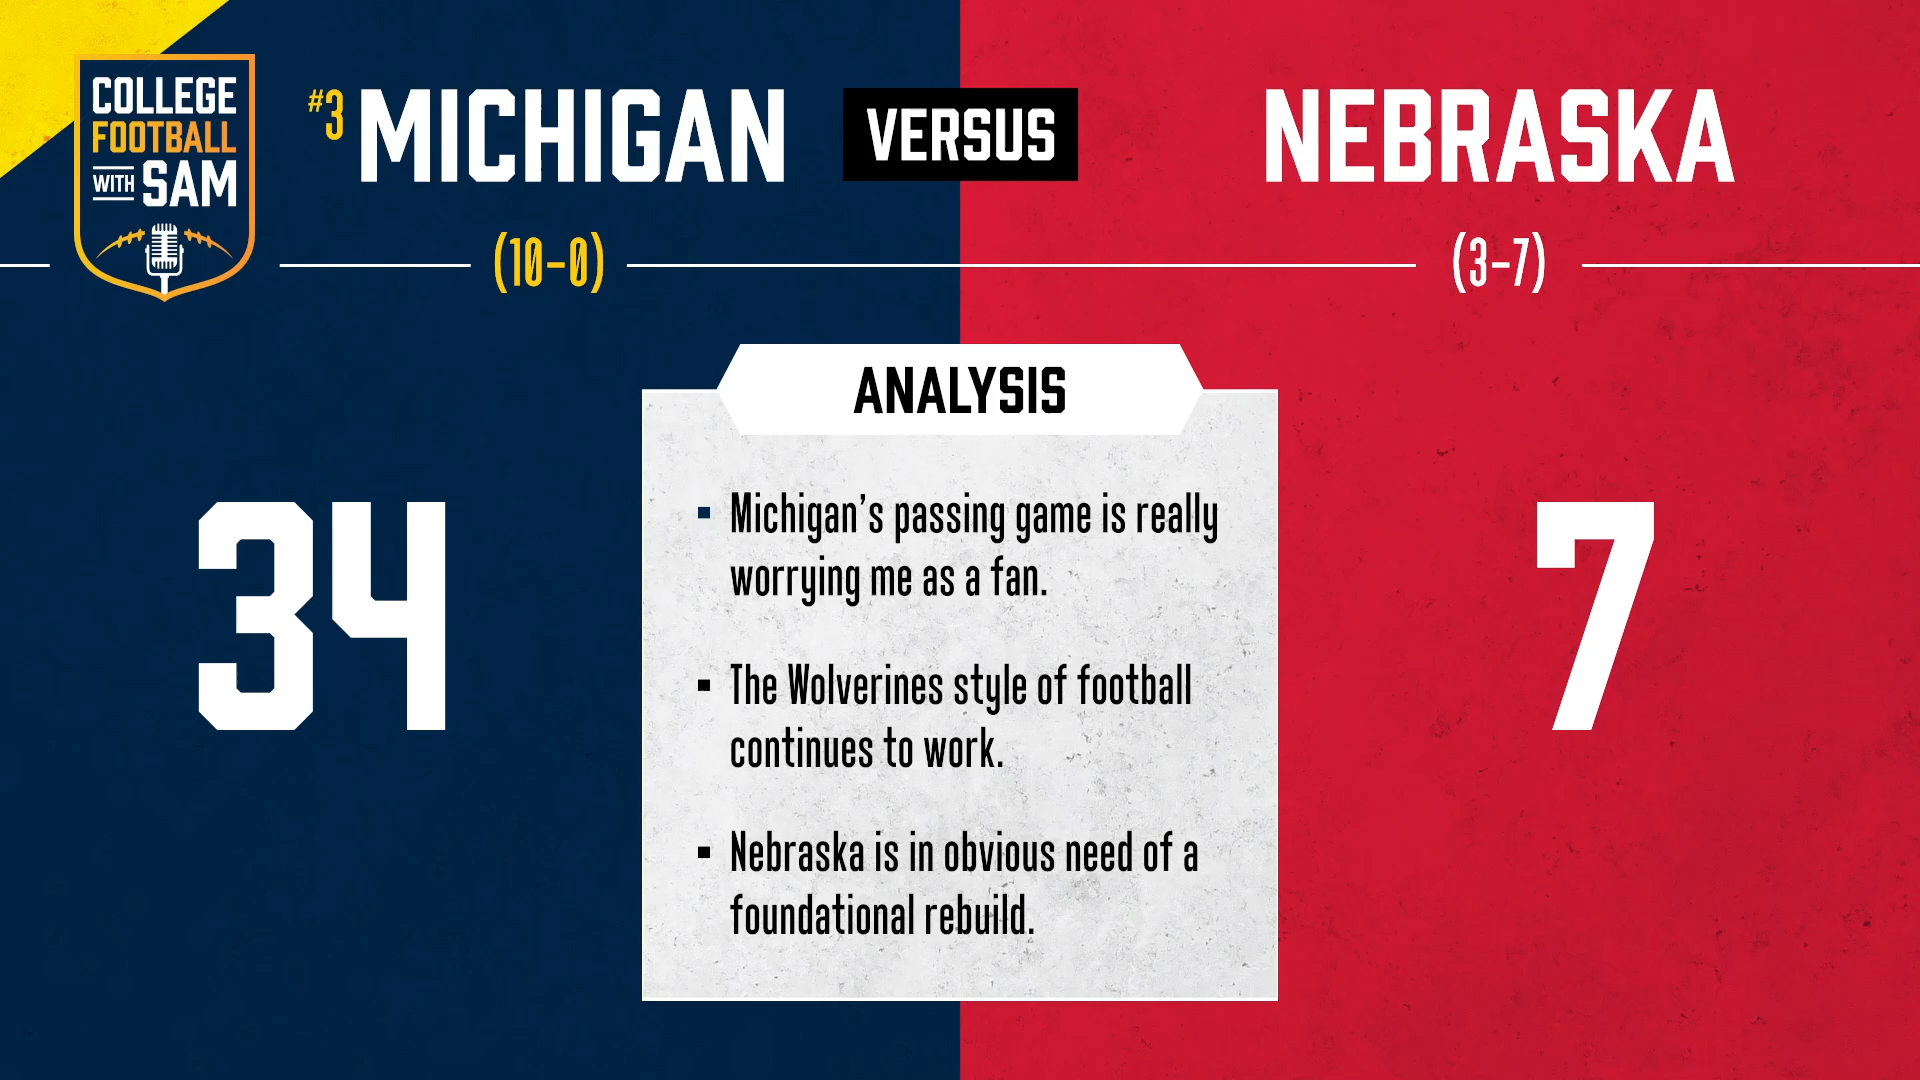 COLLEGE
FOOTBALL
WITH SAM
#3 MICHIGAN
VERSUS
NEBRASKA
(10-0)
(3-7)
ANALYSIS
34
7
▪ Michigan's passing game is really
worrying me as a fan.
▪ The Wolverines style of football
continues to work.
▪ Nebraska is in obvious need of a
foundational rebuild.